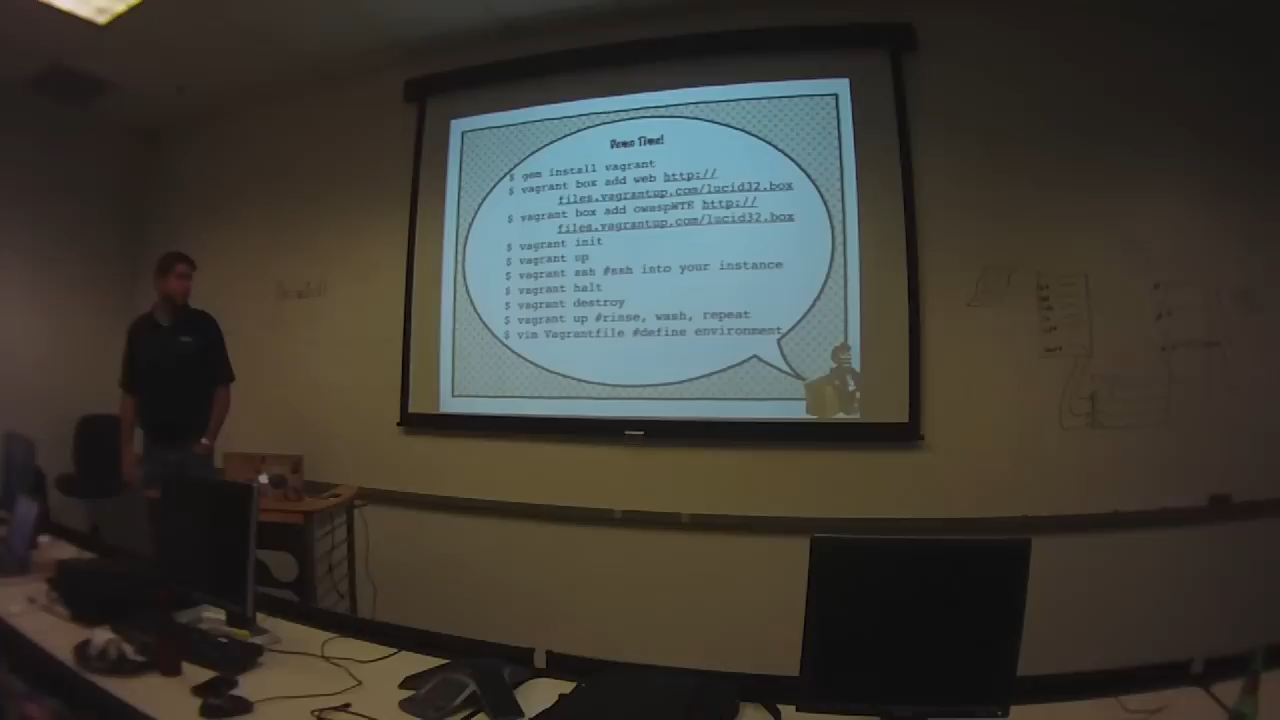 Demo Time!
$ gem install vagrant
$ vagrant box add web http://
files.vagrantup.com/lucid32.box
$ vagrant box add owaspWTE http://
files.vagrantup.com/lucid32.box
$ vagrant init
$ vagrant up
$ vagrant ssh #ssh into your instance
$ vagrant halt
$ vagrant destroy
$ vagrant up #rinse, wash, repeat
$ vim Vagrantfile #define environment